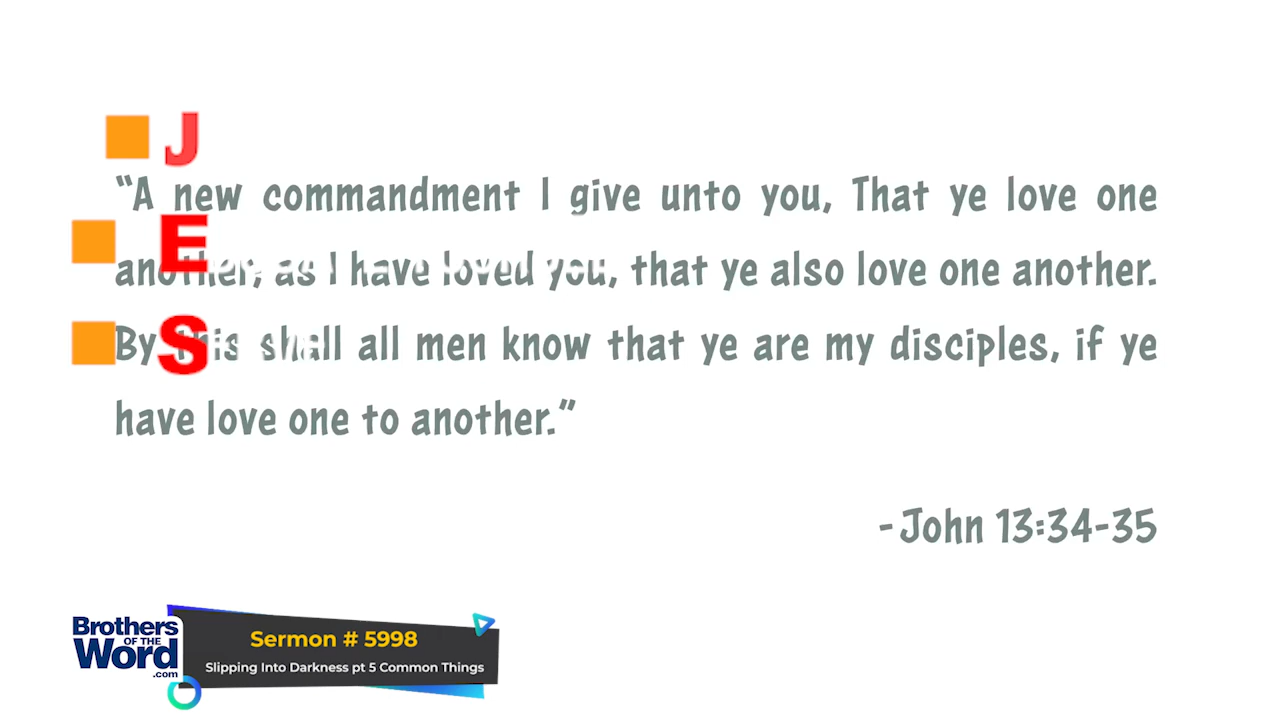 J
“A new commandment I give unto you, That ye love one
E
another, as I have loved you, that ye also love one another.
S
By this shall all men know that ye are my disciples, if ye
have love one to another.”
- John 13:34-35
Brothers
OF THE
Word
.com
Sermon # 5998
Slipping Into Darkness pt 5 Common Things